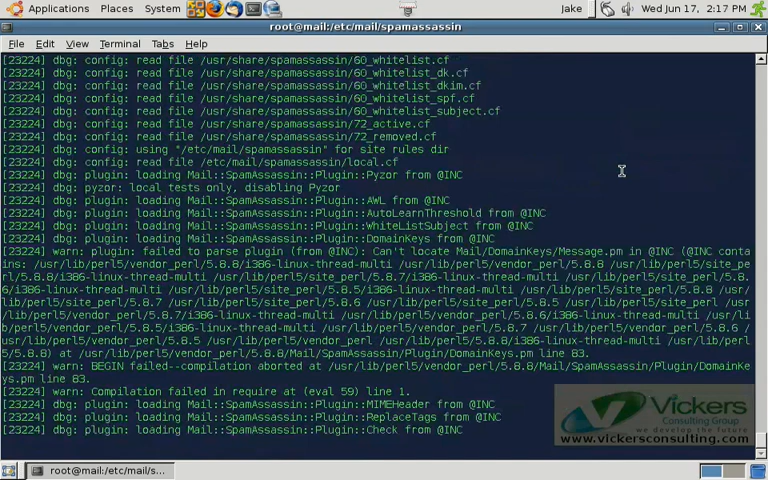 Applications Places System Jake Wed Jun 17, 2:17 PM
root@mail:/etc/mail/spamassassin
File Edit View Terminal Tabs Help
[23224] dbg: config: read file /usr/share/spamassassin/60_whitelist.cf
[23224] dbg: config: read file /usr/share/spamassassin/60_whitelist_dk.cf
[23224] dbg: config: read file /usr/share/spamassassin/60_whitelist_dkim.cf
[23224] dbg: config: read file /usr/share/spamassassin/60_whitelist_spf.cf
[23224] dbg: config: read file /usr/share/spamassassin/60_whitelist_subject.cf
[23224] dbg: config: read file /usr/share/spamassassin/72_active.cf
[23224] dbg: config: read file /usr/share/spamassassin/72_removed.cf
[23224] dbg: config: using "/etc/mail/spamassassin" for site rules dir
[23224] dbg: config: read file /etc/mail/spamassassin/local.cf
[23224] dbg: plugin: loading Mail::SpamAssassin::Plugin::Pyzor from @INC
[23224] dbg: pyzor: local tests only, disabling Pyzor
[23224] dbg: plugin: loading Mail::SpamAssassin::Plugin::AWL from @INC
[23224] dbg: plugin: loading Mail::SpamAssassin::Plugin::AutoLearnThreshold from @INC
[23224] dbg: plugin: loading Mail::SpamAssassin::Plugin::WhiteListSubject from @INC
[23224] dbg: plugin: loading Mail::SpamAssassin::Plugin::DomainKeys from @INC
[23224] warn: plugin: failed to parse plugin (from @INC): Can't locate Mail/DomainKeys/Message.pm in @INC (@INC conta
ins: /usr/lib/perl5/vendor_perl/5.8.8/i386-linux-thread-multi /usr/lib/perl5/vendor_perl/5.8.8 /usr/lib/perl5/site_pe
rl/5.8.8/i386-linux-thread-multi /usr/lib/perl5/site_perl/5.8.7/i386-linux-thread-multi /usr/lib/perl5/site_perl/5.8.
6/i386-linux-thread-multi /usr/lib/perl5/site_perl/5.8.5/i386-linux-thread-multi /usr/lib/perl5/site_perl/5.8.8 /usr/
lib/perl5/site_perl/5.8.7 /usr/lib/perl5/site_perl/5.8.6 /usr/lib/perl5/site_perl/5.8.5 /usr/lib/perl5/site_perl /usr
/lib/perl5/vendor_perl/5.8.7/i386-linux-thread-multi /usr/lib/perl5/vendor_perl/5.8.6/i386-linux-thread-multi /usr/li
b/perl5/vendor_perl/5.8.5/i386-linux-thread-multi /usr/lib/perl5/vendor_perl/5.8.7 /usr/lib/perl5/vendor_perl/5.8.6 /
usr/lib/perl5/vendor_perl/5.8.5 /usr/lib/perl5/vendor_perl /usr/lib/perl5/5.8.8/i386-linux-thread-multi /usr/lib/perl
5/5.8.8) at /usr/lib/perl5/vendor_perl/5.8.8/Mail/SpamAssassin/Plugin/DomainKeys.pm line 83.
[23224] warn: BEGIN failed--compilation aborted at /usr/lib/perl5/vendor_perl/5.8.8/Mail/SpamAssassin/Plugin/DomainKe
ys.pm line 83.
[23224] warn: Compilation failed in require at (eval 59) line 1.
[23224] dbg: plugin: loading Mail::SpamAssassin::Plugin::MIMEHeader from @INC
[23224] dbg: plugin: loading Mail::SpamAssassin::Plugin::ReplaceTags from @INC
[23224] dbg: plugin: loading Mail::SpamAssassin::Plugin::Check from @INC
Vickers
Consulting Group
we develop the future
www.vickersconsulting.com
root@mail:/etc/mail/s...